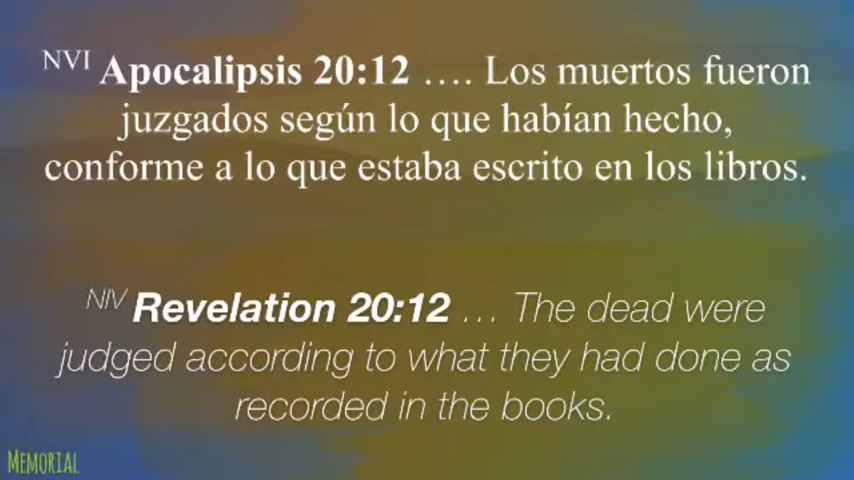 NVI Apocalipsis 20:12 .... Los muertos fueron
juzgados según lo que habían hecho,
conforme a lo que estaba escrito en los libros.
NIV Revelation 20:12 … The dead were
judged according to what they had done as
recorded in the books.
MEMORIAL